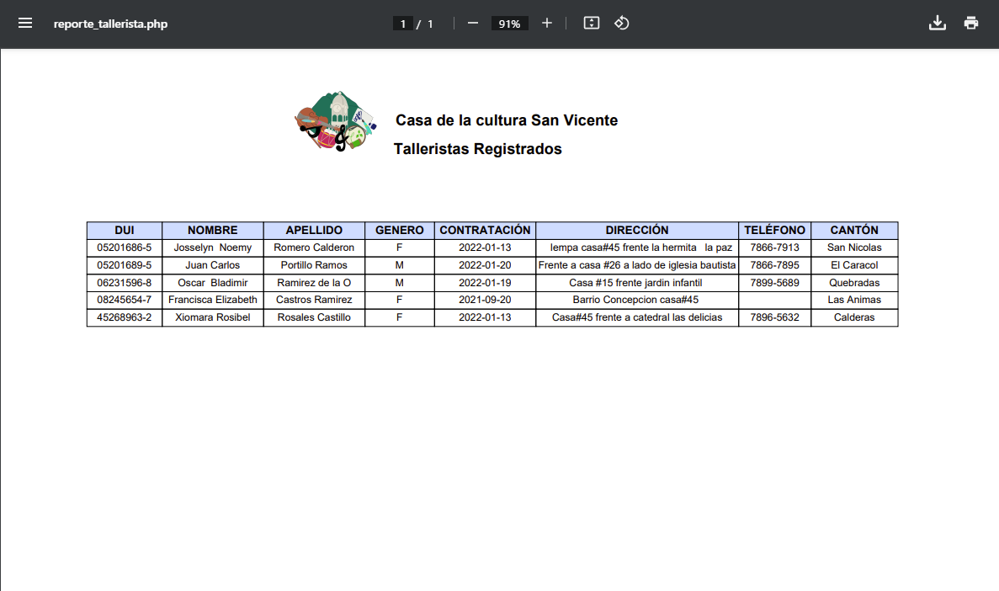 reporte_tallerista.php 1 / 1 91%
Casa de la cultura San Vicente
Talleristas Registrados
DUI NOMBRE APELLIDO GENERO CONTRATACIÓN DIRECCIÓN TELÉFONO CANTÓN
05201686-5 Josselyn Noemy Romero Calderon F 2022-01-13 lempa casa#45 frente la hermita la paz 7866-7913 San Nicolas
05201689-5 Juan Carlos Portillo Ramos M 2022-01-20 Frente a casa #26 a lado de iglesia bautista 7866-7895 El Caracol
06231596-8 Oscar Bladimir Ramirez de la O M 2022-01-19 Casa #15 frente jardin infantil 7899-5689 Quebradas
08245654-7 Francisca Elizabeth Castros Ramirez F 2021-09-20 Barrio Concepcion casa#45 Las Animas
45268963-2 Xiomara Rosibel Rosales Castillo F 2022-01-13 Casa#45 frente a catedral las delicias 7896-5632 Calderas